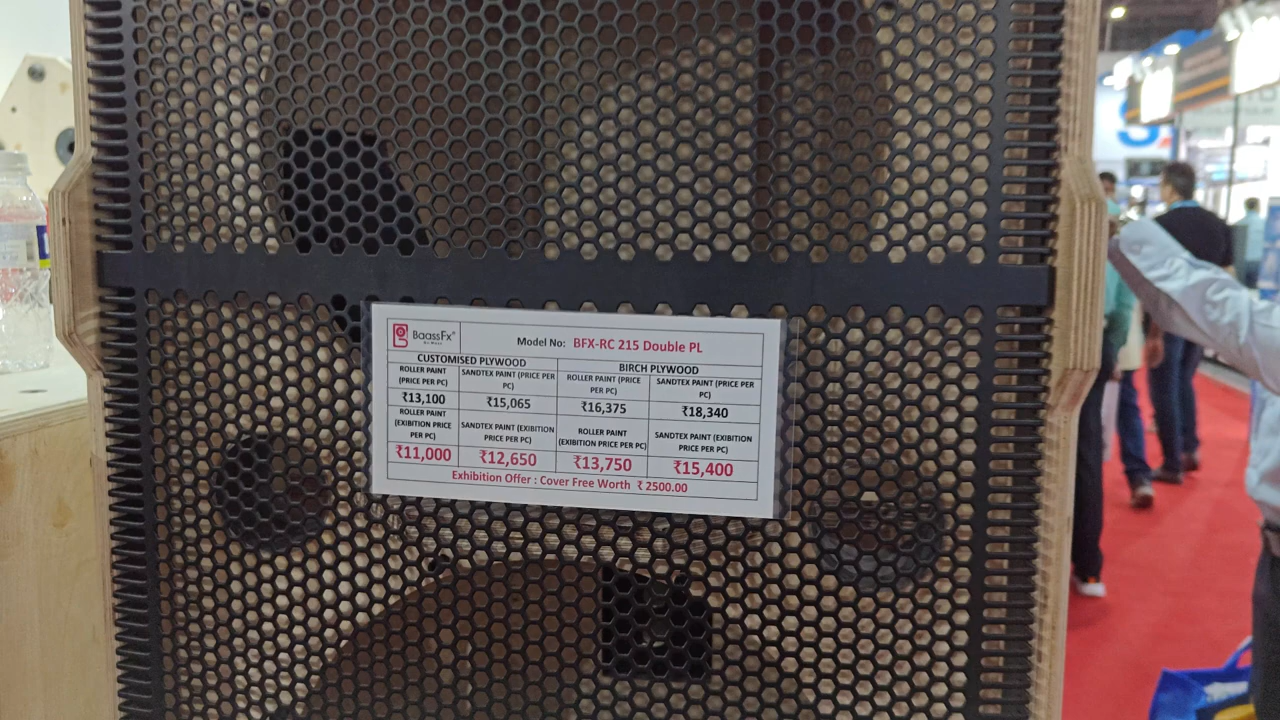 BaassFx®
Model No: BFX-RC 215 Double PL
CUSTOMISED PLYWOOD
BIRCH PLYWOOD
ROLLER PAINT
(PRICE PER PC)
SANDTEX PAINT (PRICE PER
PC)
ROLLER PAINT (PRICE
PER PC)
SANDTEX PAINT (PRICE PER
PC)
₹13,100
₹15,065
₹16,375
₹18,340
ROLLER PAINT
(EXIBITION PRICE
PER PC)
SANDTEX PAINT (EXIBITION
PRICE PER PC)
ROLLER PAINT
(EXIBITION PRICE PER PC)
SANDTEX PAINT (EXIBITION
PRICE PER PC)
₹11,000
₹12,650
₹13,750
₹15,400
Exhibition Offer : Cover Free Worth ₹ 2500.00